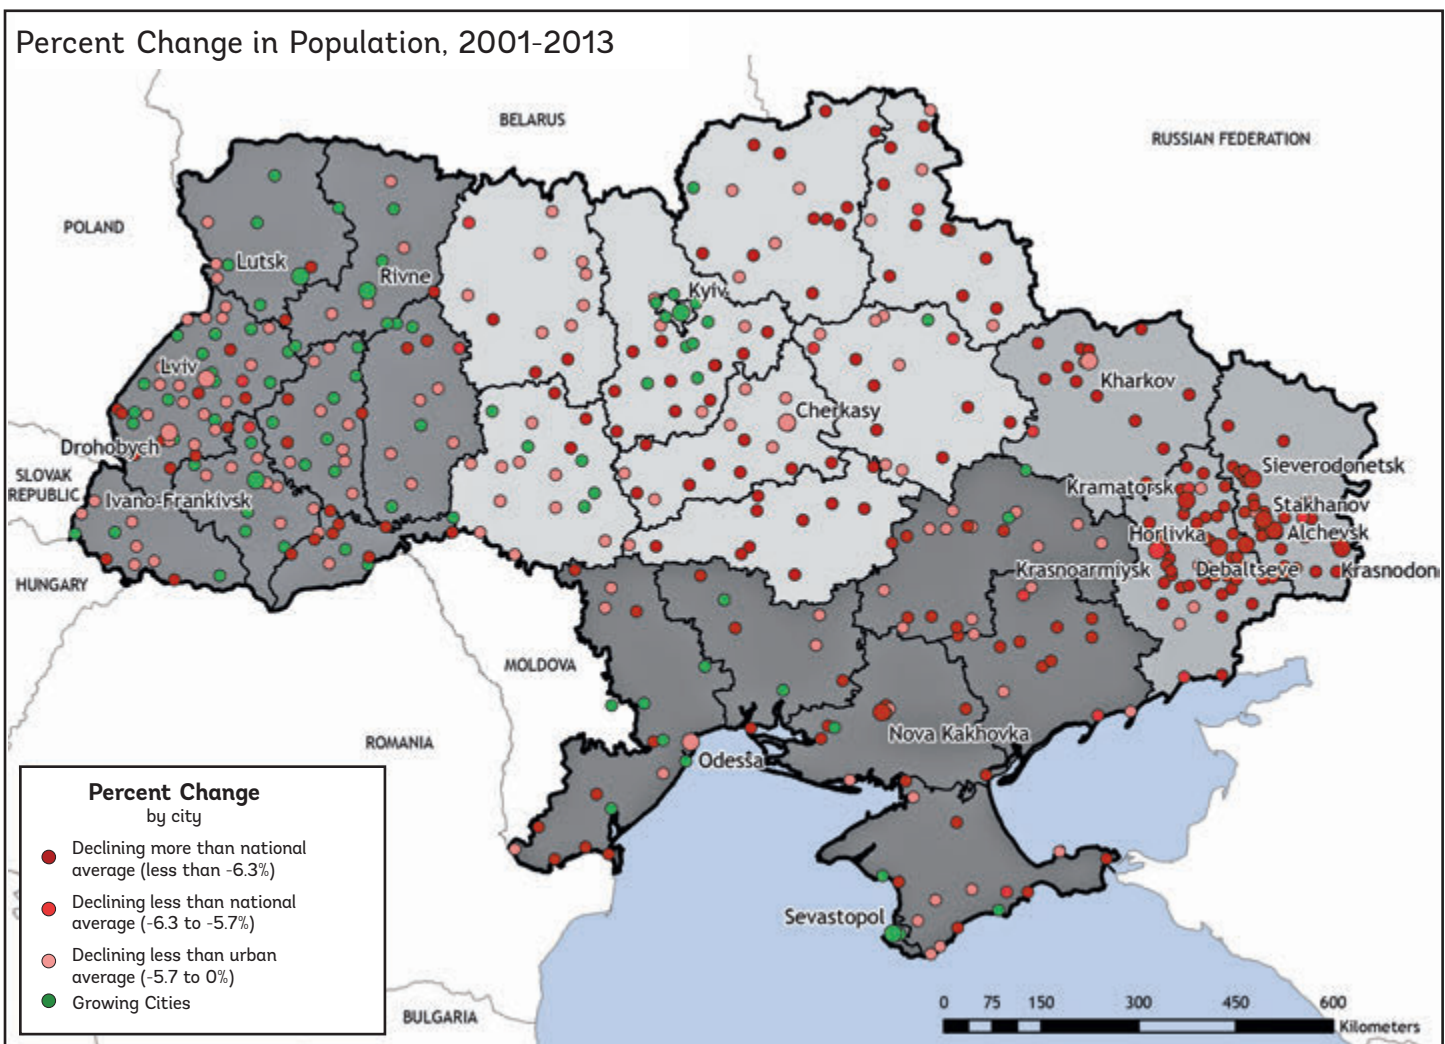 Percent Change in Population, 2001-2013
BELARUS
RUSSIAN FEDERATION
POLAND
Lutsk
Rivne
Kyiv
Lviv
Kharkov
Cherkasy
Drohobych
SLOVAK
REPUBLIC
Ivano-Frankivsk
Sieverodonetsk
Kramatorsk
Stakhanov
Horlivka
Alchevsk
HUNGARY
Krasnoarmiysk
Debaltseve
Krasnodon
MOLDOVA
ROMANIA
Nova Kakhovka
Odessa
Sevastopol
BULGARIA
Percent Change
by city
Declining more than national
average (less than -6.3%)
Declining less than national
average (-6.3 to -5.7%)
Declining less than urban
average (-5.7 to 0%)
Growing Cities
0 75 150 300 450 600
Kilometers